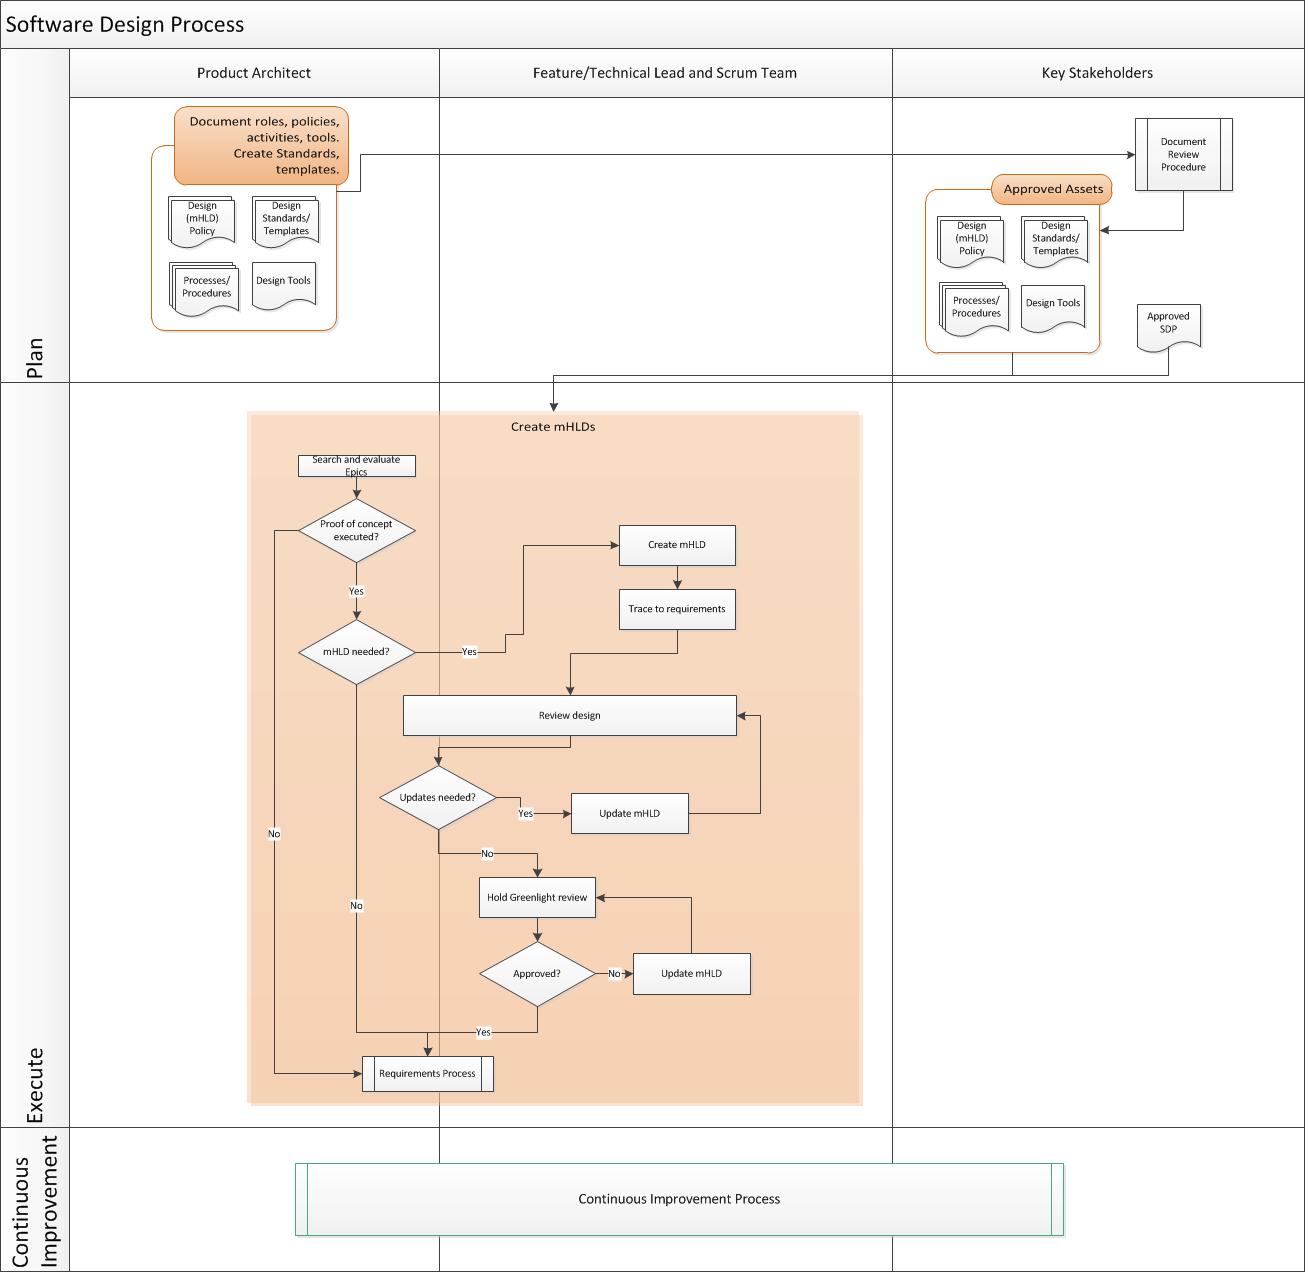 Software Design Process
Product Architect
Feature/Technical Lead and Scrum Team
Key Stakeholders
Plan
Document roles, policies,
activities, tools.
Create Standards,
templates.
Design
(mHLD)
Policy
Design
Standards/
Templates
Processes/
Procedures
Design Tools
Document
Review
Procedure
Approved Assets
Design
(mHLD)
Policy
Design
Standards/
Templates
Processes/
Procedures
Design Tools
Approved
SDP
Execute
Create mHLDs
Search and evaluate
Epics
Proof of concept
executed?
Yes
mHLD needed?
Yes
Create mHLD
Trace to requirements
Review design
Updates needed?
Yes
Update mHLD
No
No
Hold Greenlight review
No
Approved?
No
Update mHLD
Yes
Requirements Process
Continuous
Improvement
Continuous Improvement Process